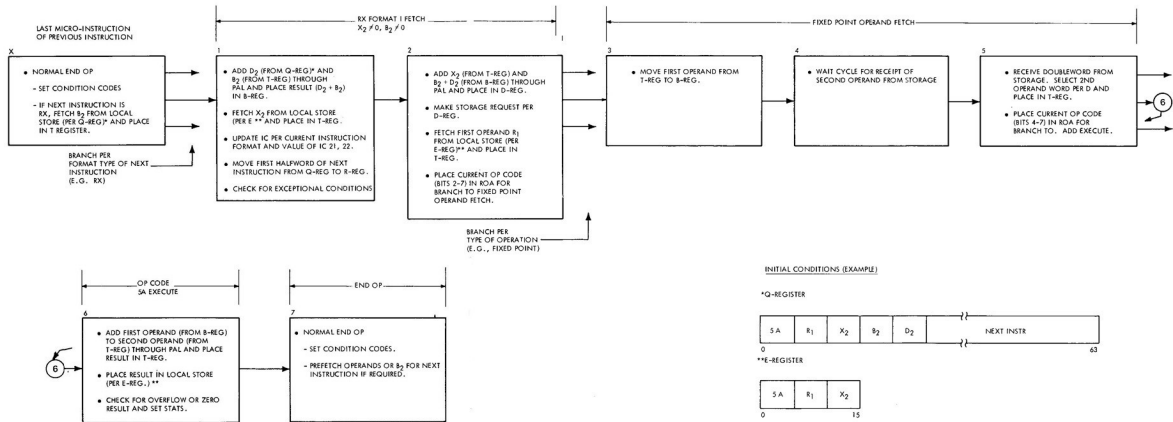 LAST MICRO-INSTRUCTION
OF PREVIOUS INSTRUCTION
RX FORMAT I FETCH
X2 ≠ 0, B2 ≠ 0
FIXED POINT OPERAND FETCH
X
• NORMAL END OP
- SET CONDITION CODES
- IF NEXT INSTRUCTION IS
RX, FETCH B2 FROM LOCAL
STORE (PER Q-REG)* AND PLACE
IN T REGISTER.
BRANCH PER
FORMAT TYPE OF NEXT
INSTRUCTION
(E.G. RX)
1
• ADD D2 (FROM Q-REG)* AND
B2 (FROM T-REG) THROUGH
PAL AND PLACE RESULT (D2 + B2)
IN B-REG.
• FETCH X2 FROM LOCAL STORE
(PER E ** AND PLACE IN T-REG.
• UPDATE IC PER CURRENT INSTRUCTION
FORMAT AND VALUE OF IC 21, 22.
• MOVE FIRST HALFWORD OF NEXT
INSTRUCTION FROM Q-REG TO R-REG.
• CHECK FOR EXCEPTIONAL CONDITIONS
2
• ADD X2 (FROM T-REG) AND
B2 + D2 (FROM B-REG) THROUGH
PAL AND PLACE IN D-REG.
• MAKE STORAGE REQUEST PER
D-REG.
• FETCH FIRST OPERAND R1
FROM LOCAL STORE (PER
E-REG)** AND PLACE IN
T-REG.
• PLACE CURRENT OP CODE
(BITS 2-7) IN ROA FOR
BRANCH TO FIXED POINT
OPERAND FETCH.
BRANCH PER
TYPE OF OPERATION
(E.G., FIXED POINT)
3
• MOVE FIRST OPERAND FROM
T-REG TO B-REG.
4
WAIT CYCLE FOR RECEIPT OF
SECOND OPERAND FROM STORAGE
5
• RECEIVE DOUBLEWORD FROM
STORAGE. SELECT 2ND
OPERAND WORD PER D AND
PLACE IN T-REG.
• PLACE CURRENT OP CODE
(BITS 4-7) IN ROA FOR
BRANCH TO. ADD EXECUTE.
6
OP CODE
5A EXECUTE
END OP
6
6
• ADD FIRST OPERAND (FROM B-REG)
TO SECOND OPERAND (FROM
T-REG) THROUGH PAL AND PLACE
RESULT IN T-REG.
• PLACE RESULT IN LOCAL STORE
(PER E-REG.) **
• CHECK FOR OVERFLOW OR ZERO
RESULT AND SET STATS.
7
• NORMAL END OP
- SET CONDITION CODES.
- PREFETCH OPERANDS OR B2 FOR NEXT
INSTRUCTION IF REQUIRED.
INITIAL CONDITIONS (EXAMPLE)
*Q-REGISTER
5 A R1 X2 B2 D2 NEXT INSTR
0 63
**E-REGISTER
5 A R1 X2
0 15